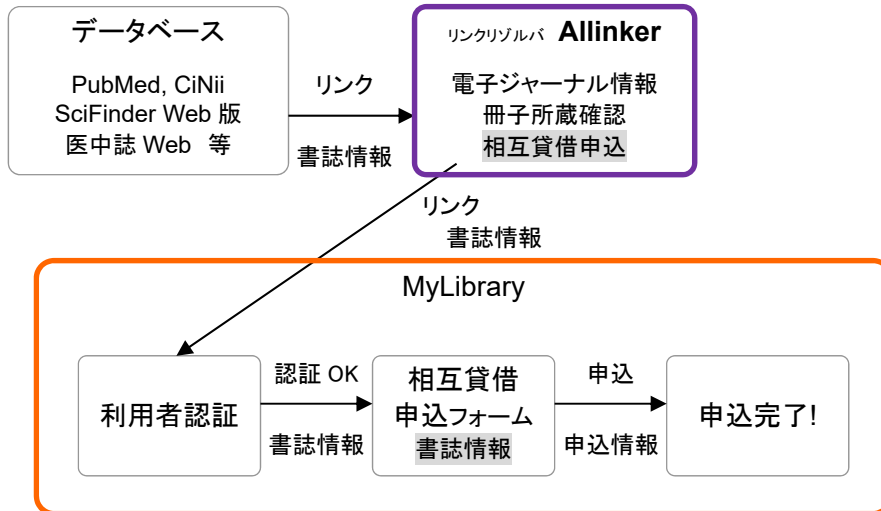 データベース
PubMed, CiNii
SciFinder Web 版
医中誌 Web 等
リンク
書誌情報
リンクリゾルバ Allinker
電子ジャーナル情報
冊子所蔵確認
相互貸借申込
リンク
書誌情報
MyLibrary
利用者認証
認証 OK
書誌情報
相互貸借
申込フォーム
書誌情報
申込
申込情報
申込完了!